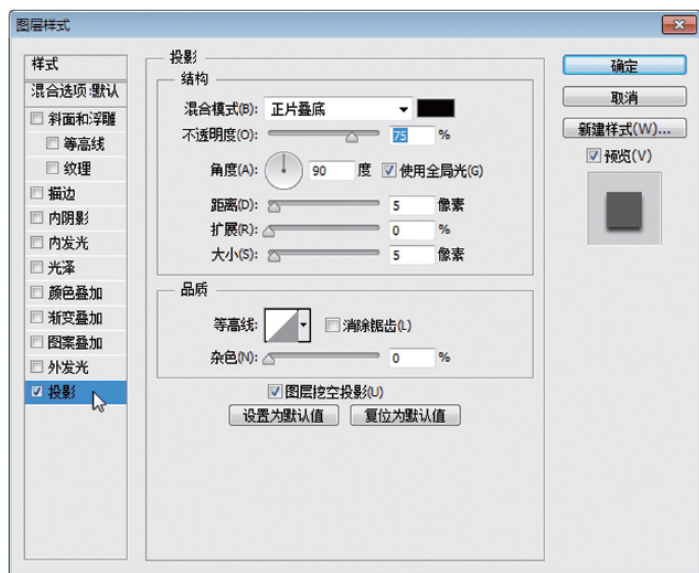 图层样式
样式
混合选项:默认
斜面和浮雕
等高线
纹理
描边
内阴影
内发光
光泽
颜色叠加
渐变叠加
图案叠加
外发光
投影
投影
结构
混合模式(B): 正片叠底
不透明度(O): 75 %
角度(A): 90 度 使用全局光(G)
距离(D): 5 像素
扩展(R): 0 %
大小(S): 5 像素
品质
等高线: 消除锯齿(L)
杂色(N): 0 %
图层挖空投影(U)
设置为默认值 复位为默认值
确定
取消
新建样式(W)...
预览(V)